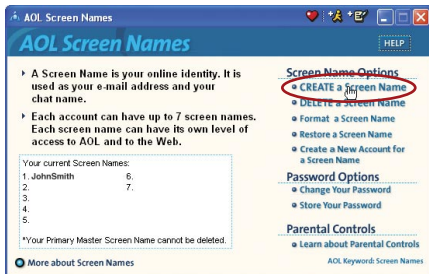 AOL Screen Names
AOL Screen Names
HELP
A Screen Name is your online identity. It is
used as your e-mail address and your
chat name.
Each account can have up to 7 screen names.
Each screen name can have its own level of
access to AOL and to the Web.
Your current Screen Names:
1. JohnSmith 6.
2. 7.
3.
4.
5.
*Your Primary Master Screen Name cannot be deleted.
More about Screen Names
Screen Name Options
CREATE a Screen Name
DELETE a Screen Name
Format a Screen Name
Restore a Screen Name
Create a New Account for
a Screen Name
Password Options
Change Your Password
Store Your Password
Parental Controls
Learn about Parental Controls
AOL Keyword: Screen Names